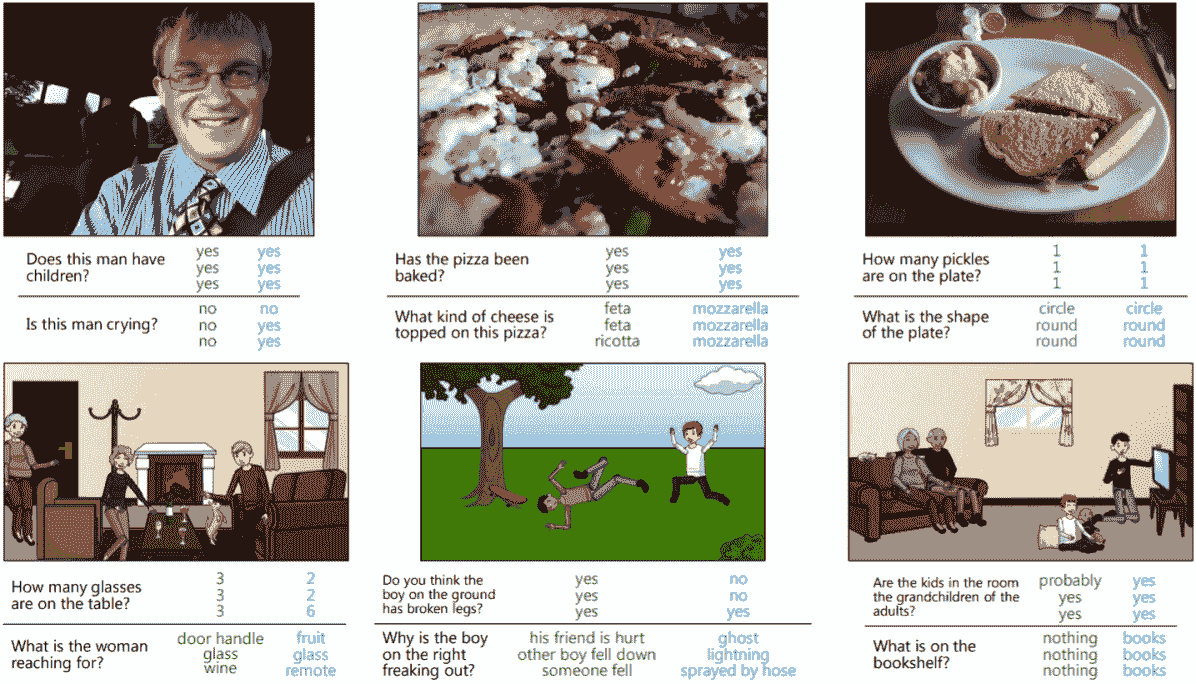 Does this man have yes yes
children? yes yes
yes yes
Is this man crying? no no
no yes
no yes
Has the pizza been yes yes
baked? yes yes
yes yes
What kind of cheese is feta mozzarella
topped on this pizza? feta mozzarella
ricotta mozzarella
How many pickles 1 1
are on the plate? 1 1
1 1
What is the shape circle circle
of the plate? round round
round round
How many glasses 3 2
are on the table? 3 2
3 6
What is the woman door handle fruit
reaching for? glass glass
wine remote
Do you think the yes no
boy on the ground yes no
has broken legs? yes yes
Why is the boy his friend is hurt ghost
on the right other boy fell down lightning
freaking out? someone fell sprayed by hose
Are the kids in the room probably yes
the grandchildren of the yes yes
adults? yes yes
What is on the nothing books
bookshelf? nothing books
nothing books